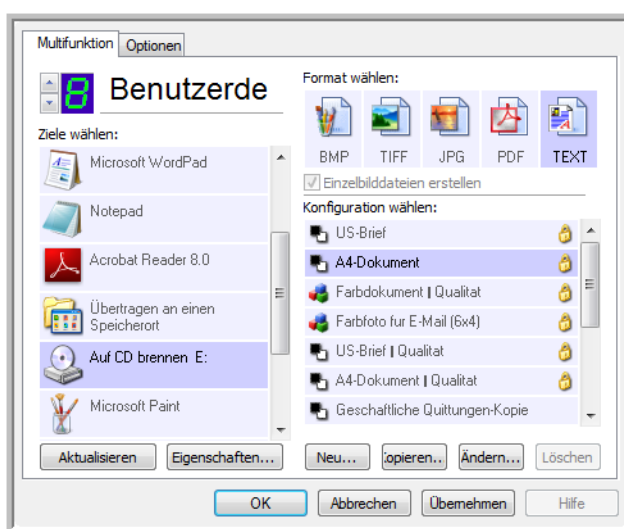 Multifunktion
Optionen
8
Benutzerde
Ziele wählen:
Microsoft WordPad
Notepad
Acrobat Reader 8.0
Übertragen an einen
Speicherort
Auf CD brennen E:
Microsoft Paint
Aktualisieren
Eigenschaften...
Format wählen:
BMP
TIFF
JPG
PDF
TEXT
Einzelbilddateien erstellen
Konfiguration wählen:
US-Brief
A4-Dokument
Farbdokument | Qualitat
Farbfoto fur E-Mail (6x4)
US-Brief | Qualitat
A4-Dokument | Qualitat
Geschaftliche Quittungen-Kopie
Neu...
opieren...
Ändern...
Löschen
OK
Abbrechen
Übernehmen
Hilfe